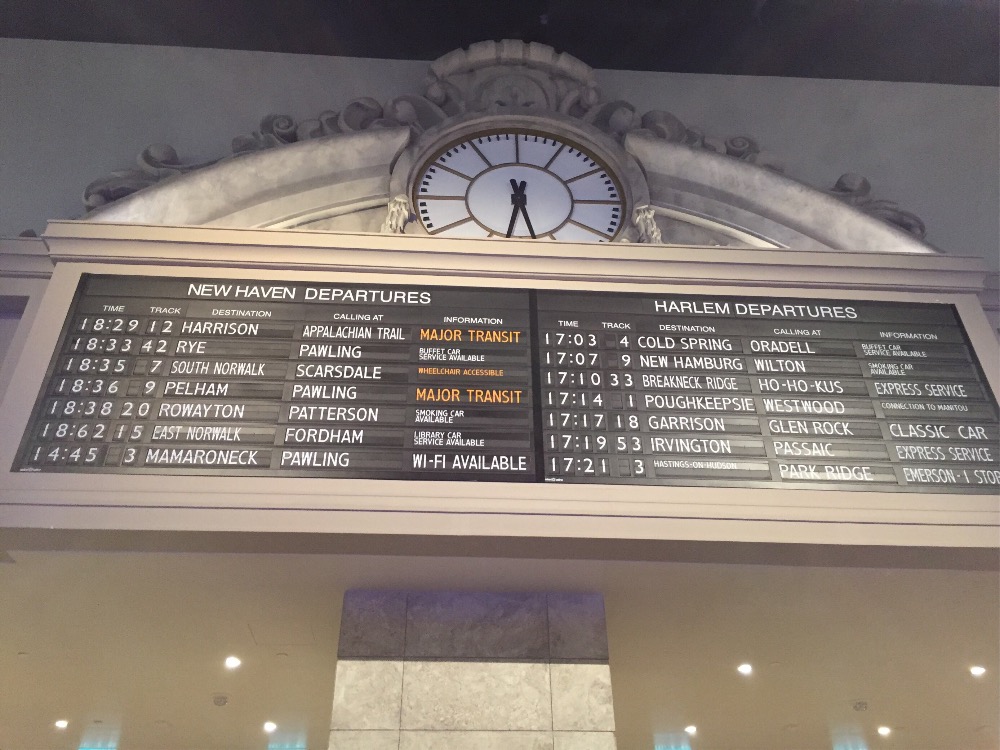 NEW HAVEN DEPARTURES
TIME TRACK DESTINATION CALLING AT INFORMATION
18:29 12 HARRISON APPALACHIAN TRAIL MAJOR TRANSIT
18:33 42 RYE PAWLING BUFFET CAR SERVICE AVAILABLE
18:35 7 SOUTH NORWALK SCARSDALE WHEELCHAIR ACCESSIBLE
18:36 9 PELHAM PAWLING MAJOR TRANSIT
18:38 20 ROWAYTON PATTERSON SMOKING CAR AVAILABLE
18:62 15 EAST NORWALK FORDHAM LIBRARY CAR SERVICE AVAILABLE
14:45 3 MAMARONECK PAWLING WI-FI AVAILABLE
HARLEM DEPARTURES
TIME TRACK DESTINATION CALLING AT INFORMATION
17:03 4 COLD SPRING ORADELL BUFFET CAR SERVICE AVAILABLE
17:07 9 NEW HAMBURG WILTON SMOKING CAR AVAILABLE
17:10 33 BREAKNECK RIDGE HO-HO-KUS EXPRESS SERVICE
17:14 1 POUGHKEEPSIE WESTWOOD CONNECTION TO MANITOU
17:17 18 GARRISON GLEN ROCK CLASSIC CAR
17:19 53 IRVINGTON PASSAIC EXPRESS SERVICE
17:21 3 HASTINGS-ON-HUDSON PARK RIDGE EMERSON-1 STOP